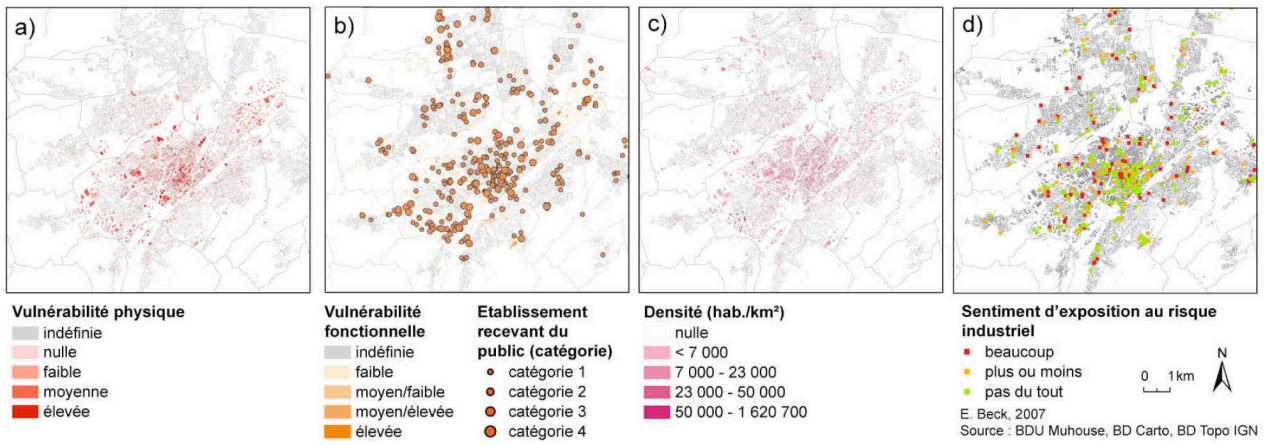 a)
b)
c)
d)
Vulnérabilité physique
indéfinie
nulle
faible
moyenne
élevée
Vulnérabilité
fonctionnelle
indéfinie
faible
moyen/faible
moyen/élevée
élevée
Etablissement
recevant du
public (catégorie)
catégorie 1
catégorie 2
catégorie 3
catégorie 4
Densité (hab./km²)
nulle
< 7 000
7 000 - 23 000
23 000 - 50 000
50 000 - 1 620 700
Sentiment d'exposition au risque
industriel
beaucoup
plus ou moins
pas du tout
0 1 km
N
E. Beck, 2007
Source : BDU Muhouse, BD Carto, BD Topo IGN